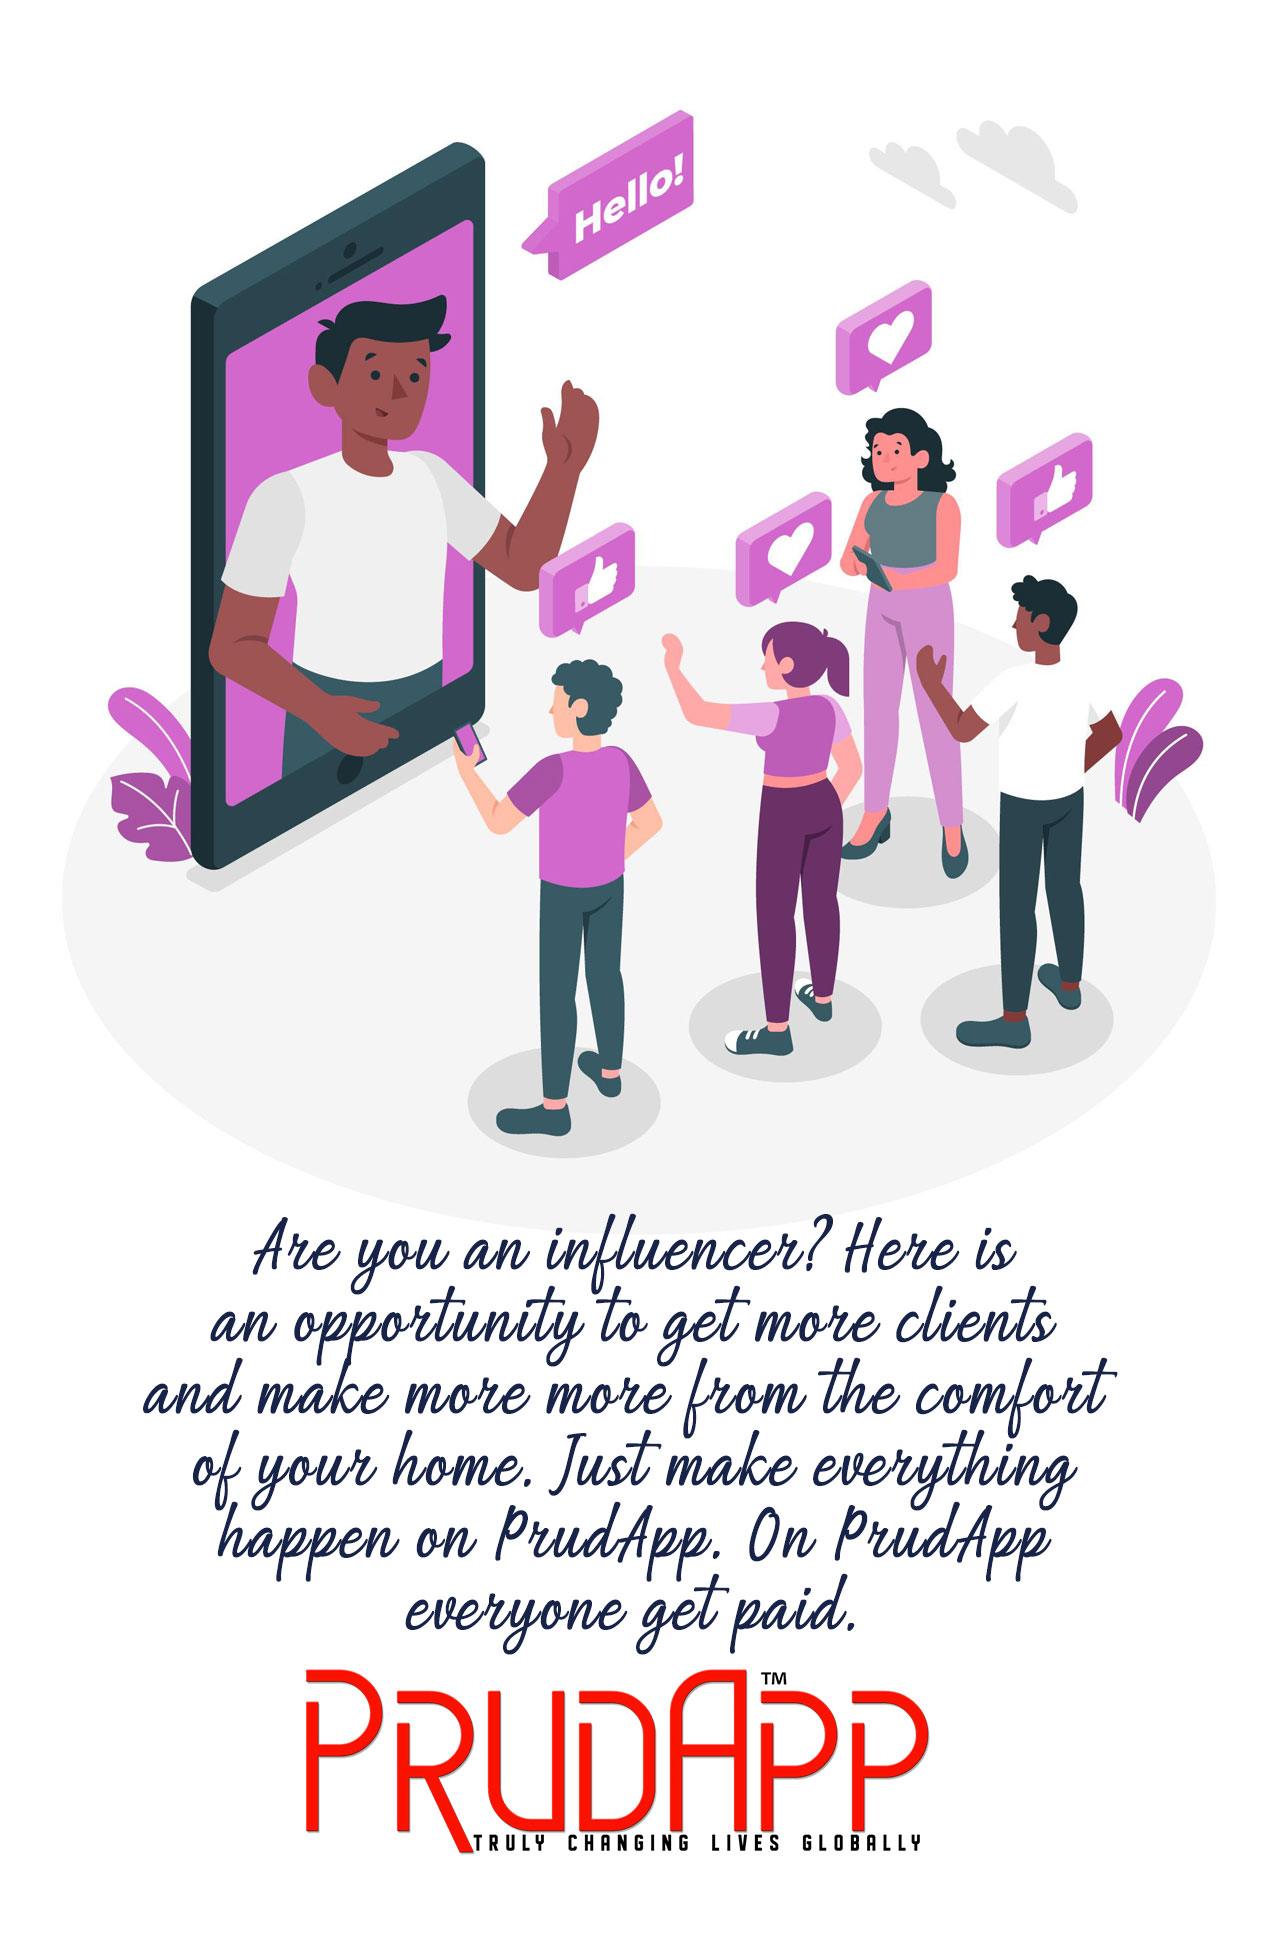 Hello!
Are you an influencer? Here is
an opportunity to get more clients
and make more more from the comfort
of your home. Just make everything
happen on PrudApp. On PrudApp
everyone get paid.
PRUDAPP™
TRULY CHANGING LIVES GLOBALLY